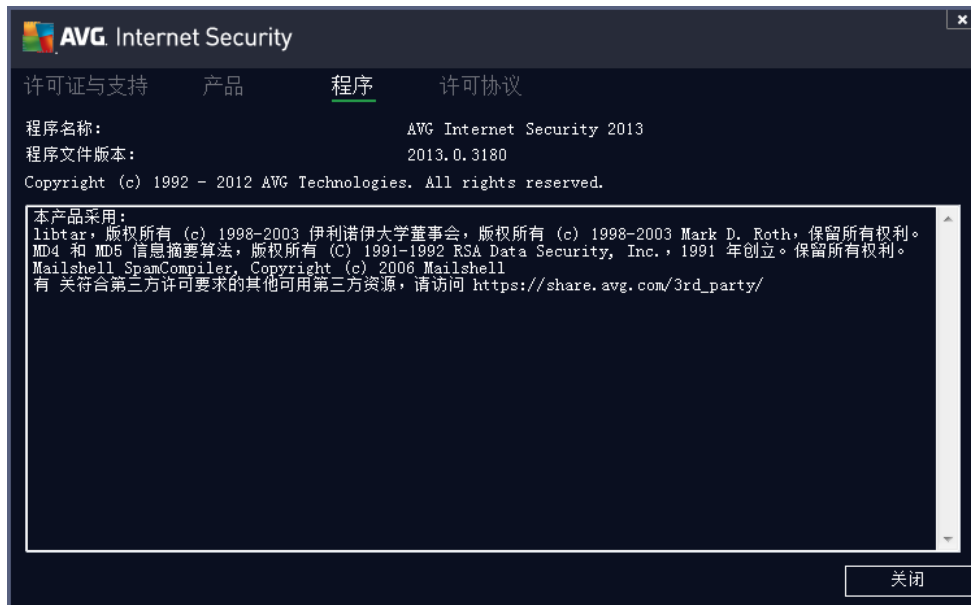 AVG. Internet Security
许可证与支持 产品 程序 许可协议
程序名称: AVG Internet Security 2013
程序文件版本: 2013.0.3180
Copyright (c) 1992 - 2012 AVG Technologies. All rights reserved.
本产品采用:
libtar，版权所有 (c) 1998-2003 伊利诺伊大学董事会，版权所有 (c) 1998-2003 Mark D. Roth，保留所有权利。
MD4 和 MD5 信息摘要算法，版权所有 (C) 1991-1992 RSA Data Security, Inc.，1991 年创立。保留所有权利。
Mailshell SpamCompiler, Copyright (c) 2006 Mailshell
有 关符合第三方许可要求的其他可用第三方资源，请访问 https://share.avg.com/3rd_party/
关闭